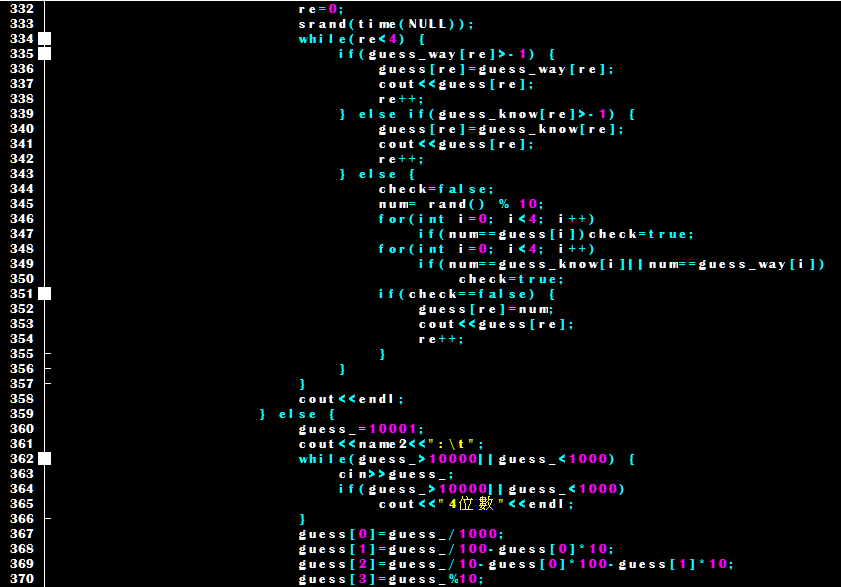 332 re=0;
333 srand(time(NULL));
334 while(re<4) {
335 if(guess_way[re]>-1) {
336 guess[re]=guess_way[re];
337 cout<<guess[re];
338 re++;
339 } else if(guess_know[re]>-1) {
340 guess[re]=guess_know[re];
341 cout<<guess[re];
342 re++;
343 } else {
344 check=false;
345 num= rand() % 10;
346 for(int i=0; i<4; i++)
347 if(num==guess[i])check=true;
348 for(int i=0; i<4; i++)
349 if(num==guess_know[i]||num==guess_way[i])
350 check=true;
351 if(check==false) {
352 guess[re]=num;
353 cout<<guess[re];
354 re++;
355 }
356 }
357 }
358 cout<<endl;
359 } else {
360 guess_=10001;
361 cout<<name2<<":\t";
362 while(guess_>10000||guess_<1000) {
363 cin>>guess_;
364 if(guess_>10000||guess_<1000)
365 cout<<"4位數"<<endl;
366 }
367 guess[0]=guess_/1000;
368 guess[1]=guess_/100-guess[0]*10;
369 guess[2]=guess_/10-guess[0]*100-guess[1]*10;
370 guess[3]=guess_%10;